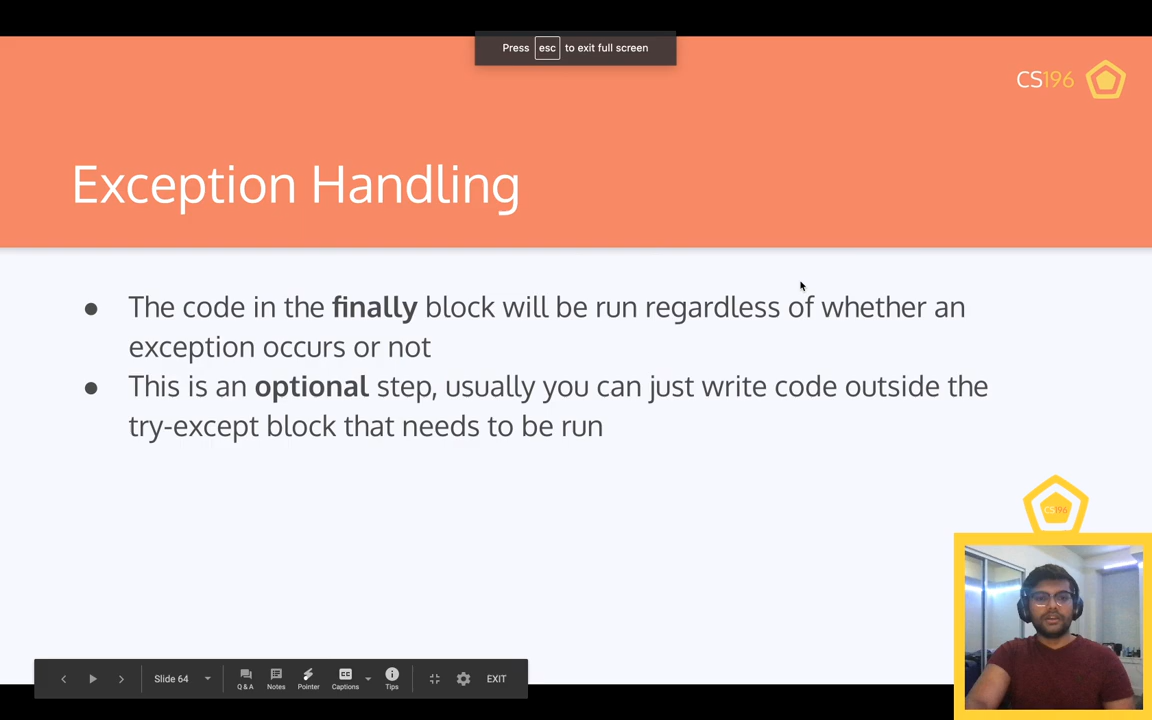 Press esc to exit full screen
CS196
Exception Handling
● The code in the finally block will be run regardless of whether an
exception occurs or not
● This is an optional step, usually you can just write code outside the
try-except block that needs to be run
CS196
Slide 64
Q & A
Notes
Pointer
CC
Captions
Tips
EXIT